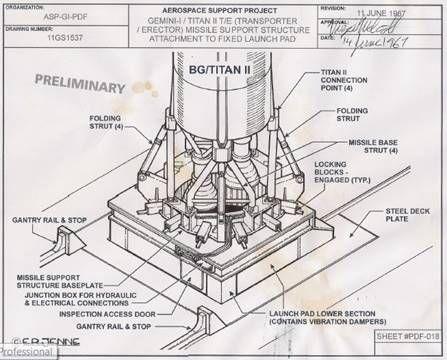 ORGANIZATION:
ASP-GI-PDF
DRAWING NUMBER:
11GS1537
AEROSPACE SUPPORT PROJECT
GEMINI-I / TITAN II T/E (TRANSPORTER
/ ERECTOR) MISSILE SUPPORT STRUCTURE
ATTACHMENT TO FIXED LAUNCH PAD
REVISION:
11 JUNE 1967
APPROVAL:
14 June 1967
PRELIMINARY
BG/TITAN II
TITAN II
CONNECTION
POINT (4)
FOLDING
STRUT (4)
FOLDING
STRUT
MISSILE BASE
STRUT (4)
LOCKING
BLOCKS -
ENGAGED (TYP.)
GANTRY RAIL & STOP
STEEL DECK
PLATE
MISSILE SUPPORT
STRUCTURE BASEPLATE
JUNCTION BOX FOR HYDRAULIC
& ELECTRICAL CONNECTIONS
INSPECTION ACCESS DOOR
GANTRY RAIL & STOP
LAUNCH PAD LOWER SECTION
(CONTAINS VIBRATION DAMPERS)
SHEET #PDF-018
Professional